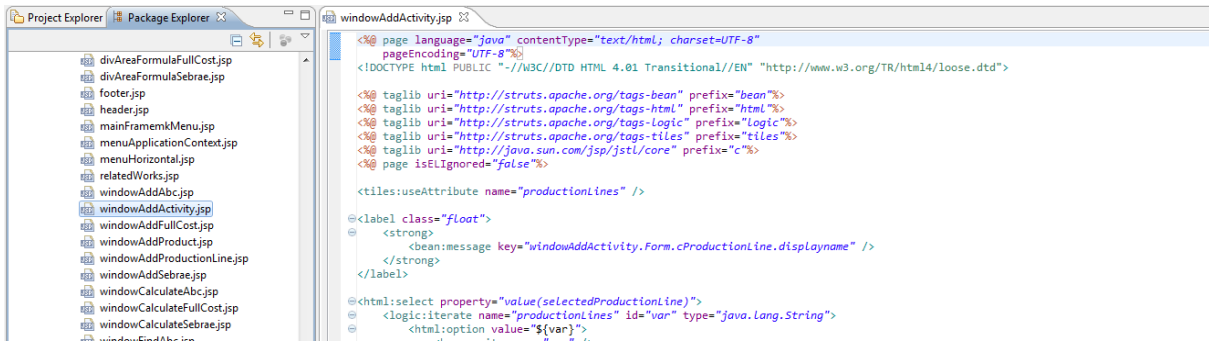 Project Explorer
Package Explorer
divAreaFormulaFullCost.jsp
divAreaFormulaSebrae.jsp
footer.jsp
header.jsp
mainFramemkMenu.jsp
menuApplicationContext.jsp
menuHorizontal.jsp
relatedWorks.jsp
windowAddAbc.jsp
windowAddActivity.jsp
windowAddFullCost.jsp
windowAddProduct.jsp
windowAddProductionLine.jsp
windowAddSebrae.jsp
windowCalculateAbc.jsp
windowCalculateFullCost.jsp
windowCalculateSebrae.jsp
windowFindAbc.jsp
windowAddActivity.jsp
<%@ page language="java" contentType="text/html; charset=UTF-8"
pageEncoding="UTF-8"%>
<!DOCTYPE html PUBLIC "-//W3C//DTD HTML 4.01 Transitional//EN" "http://www.w3.org/TR/html4/loose.dtd">
<%@ taglib uri="http://struts.apache.org/tags-bean" prefix="bean"%>
<%@ taglib uri="http://struts.apache.org/tags-html" prefix="html"%>
<%@ taglib uri="http://struts.apache.org/tags-logic" prefix="logic"%>
<%@ taglib uri="http://struts.apache.org/tags-tiles" prefix="tiles"%>
<%@ taglib uri="http://java.sun.com/jsp/jstl/core" prefix="c"%>
<%@ page isELIgnored="false"%>
<tiles:useAttribute name="productionLines" />
<label class="float">
<strong>
<bean:message key="windowAddActivity.Form.cProductionLine.displayname" />
</strong>
</label>
<html:select property="value(selectedProductionLine)">
<logic:iterate name="productionLines" id="var" type="java.lang.String">
<html:option value="${var}">